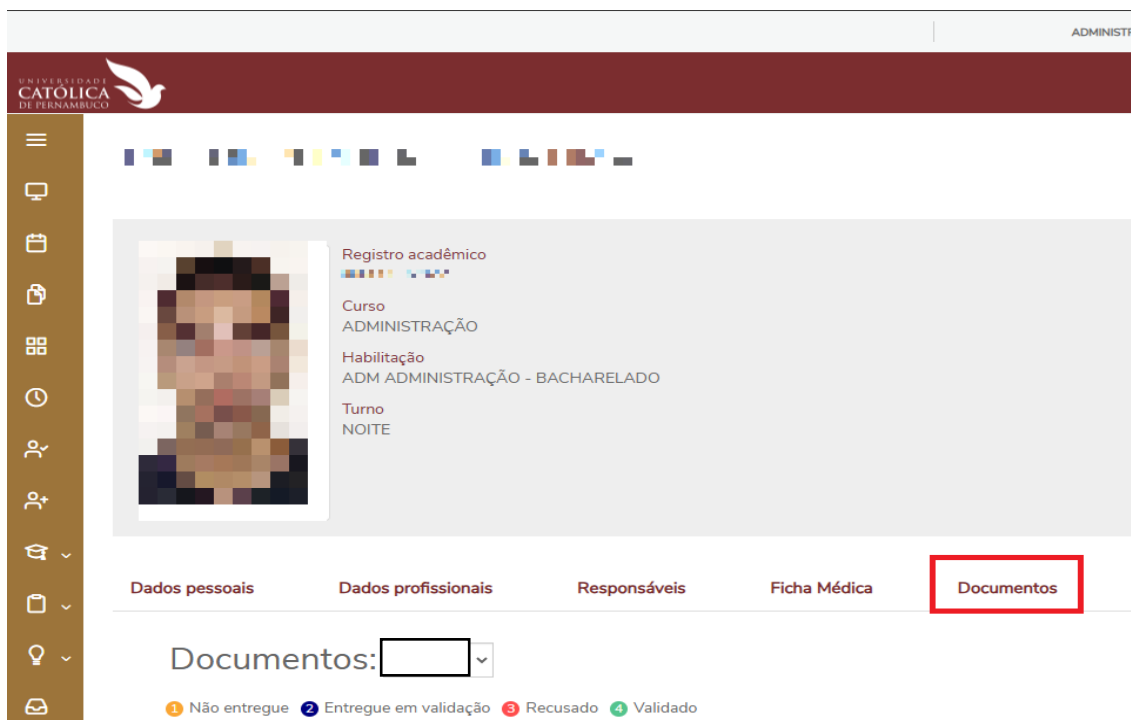 ADMINISTR
UNIVERSIDADE
CATÓLICA
DE PERNAMBUCO
Registro acadêmico
Curso
ADMINISTRAÇÃO
Habilitação
ADM ADMINISTRAÇÃO - BACHARELADO
Turno
NOITE
Dados pessoais Dados profissionais Responsáveis Ficha Médica Documentos
Documentos:
1 Não entregue 2 Entregue em validação 3 Recusado 4 Validado